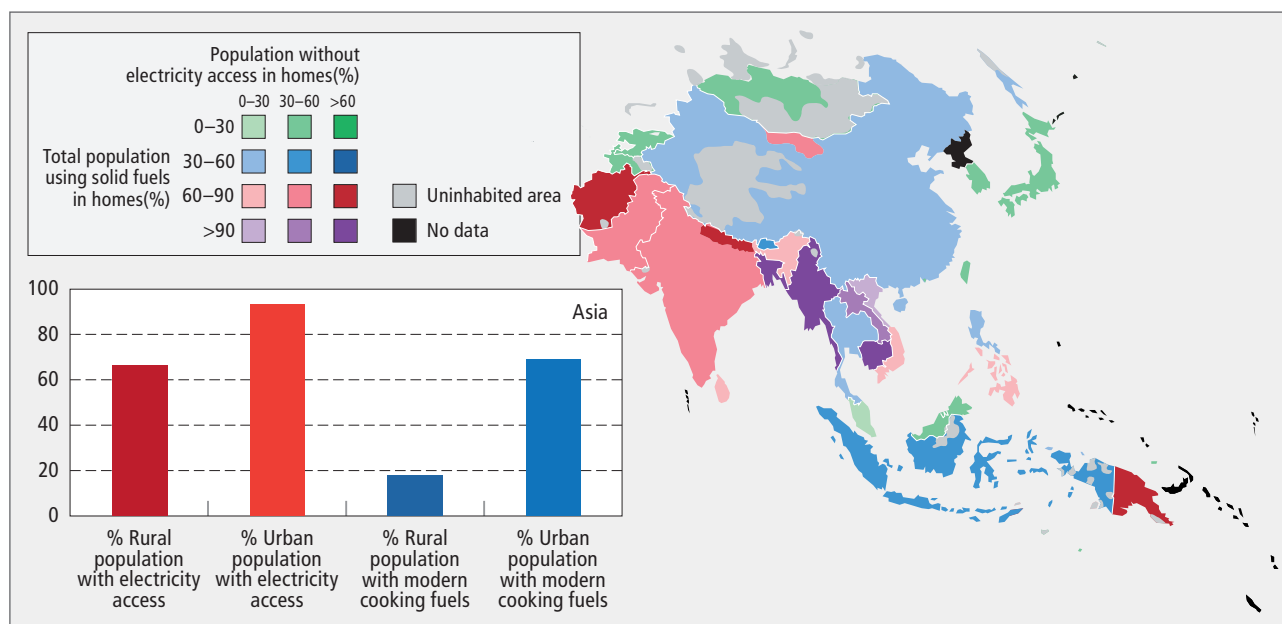 Population without
electricity access in homes(%)
0–30 30–60 >60
0–30
Total population
using solid fuels
in homes(%)
30–60
60–90
>90
Uninhabited area
No data
Asia
100
80
60
40
20
0
% Rural
population
with electricity
access
% Urban
population
with electricity
access
% Rural
population
with modern
cooking fuels
% Urban
population
with modern
cooking fuels